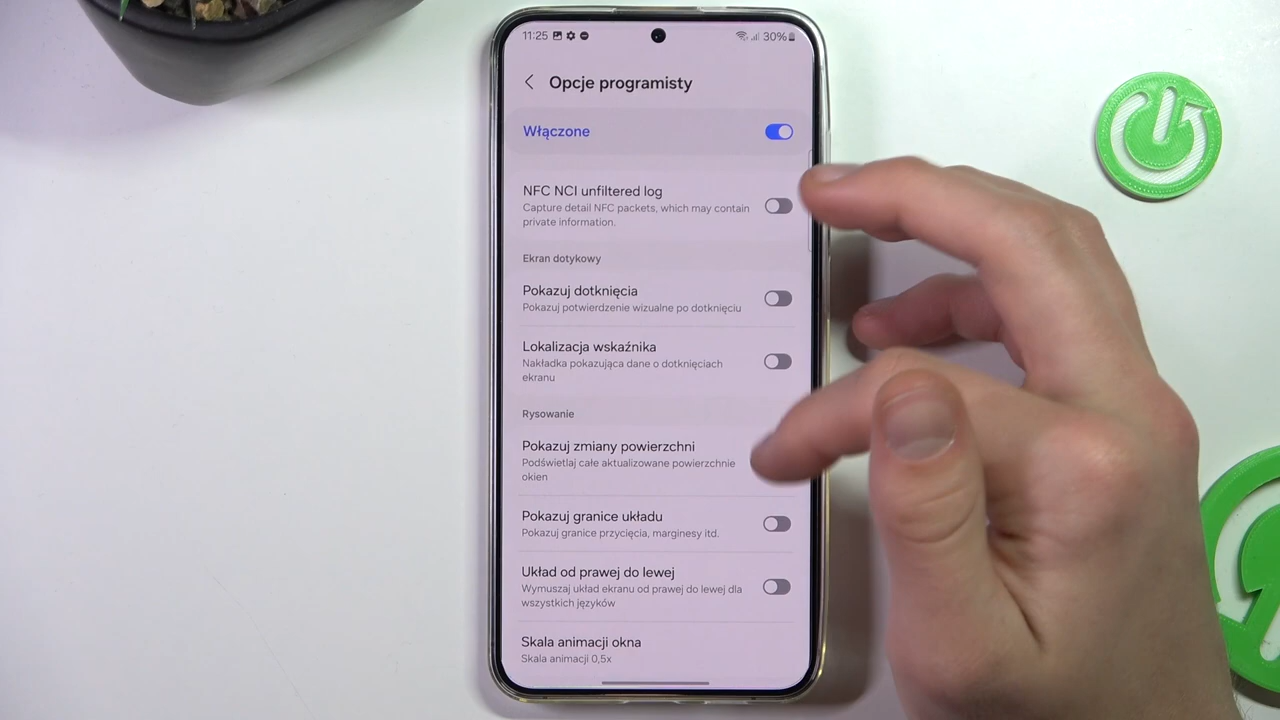 11:25 30%
Opcje programisty
Włączone
NFC NCI unfiltered log
Capture detail NFC packets, which may contain
private information.
Ekran dotykowy
Pokazuj dotknięcia
Pokazuj potwierdzenie wizualne po dotknięciu
Lokalizacja wskaźnika
Nakładka pokazująca dane o dotknięciach
ekranu
Rysowanie
Pokazuj zmiany powierzchni
Podświetlaj całe aktualizowane powierzchnie
okien
Pokazuj granice układu
Pokazuj granice przycięcia, marginesy itd.
Układ od prawej do lewej
Wymuszaj układ ekranu od prawej do lewej dla
wszystkich języków
Skala animacji okna
Skala animacji 0,5x